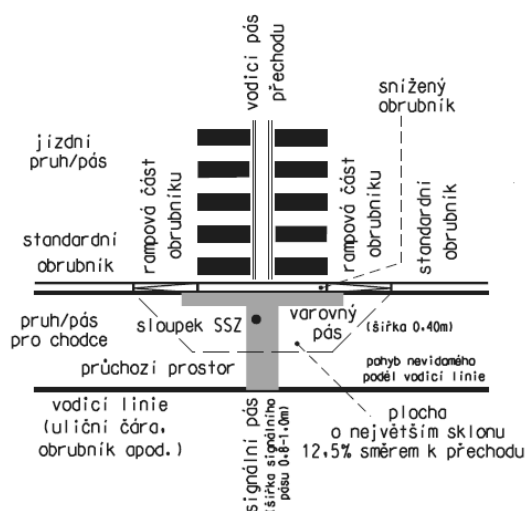 vodicí pás
přechodu
snížený
obrubník
jízdní
pruh/pás
rampová část
obrubníku
rampová část
obrubníku
standardní
obrubník
standardní
obrubník
pruh/pás
pro chodce
sloupek SSZ
varovný
pás
(šířka 0.40m)
průchozí prostor
pohyb nevidomého
podél vodicí linie
vodicí linie
(uliční čára,
obrubník apod.)
signální pás
(šířka signálního
pásu 0.8-1.0m)
plocha
o největším sklonu
12,5% směrem k přechodu